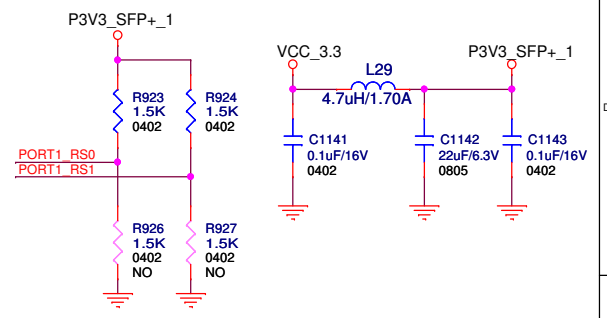 P3V3_SFP+_1
R923
1.5K
0402
R924
1.5K
0402
PORT1_RS0
PORT1_RS1
R926
1.5K
0402
NO
R927
1.5K
0402
NO
VCC_3.3
L29
4.7uH/1.70A
P3V3_SFP+_1
C1141
0.1uF/16V
0402
C1142
22uF/6.3V
0805
C1143
0.1uF/16V
0402